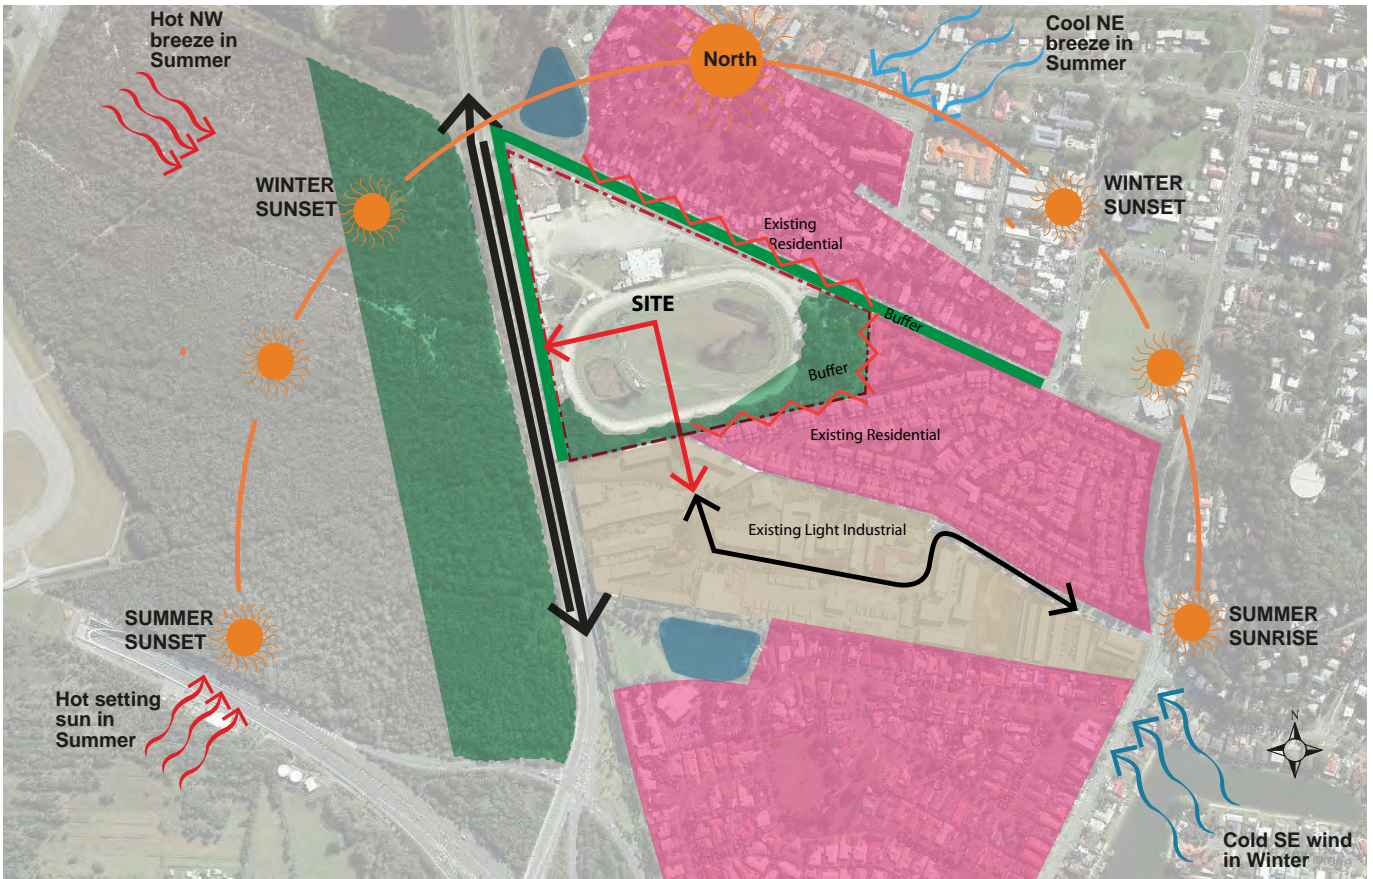 Hot NW
breeze in
Summer
North
Cool NE
breeze in
Summer
WINTER
SUNSET
WINTER
SUNSET
Existing
Residential
SITE
Buffer
Buffer
Existing Residential
Existing Light Industrial
SUMMER
SUNSET
SUMMER
SUNRISE
Hot setting
sun in
Summer
N
Cold SE wind
in Winter